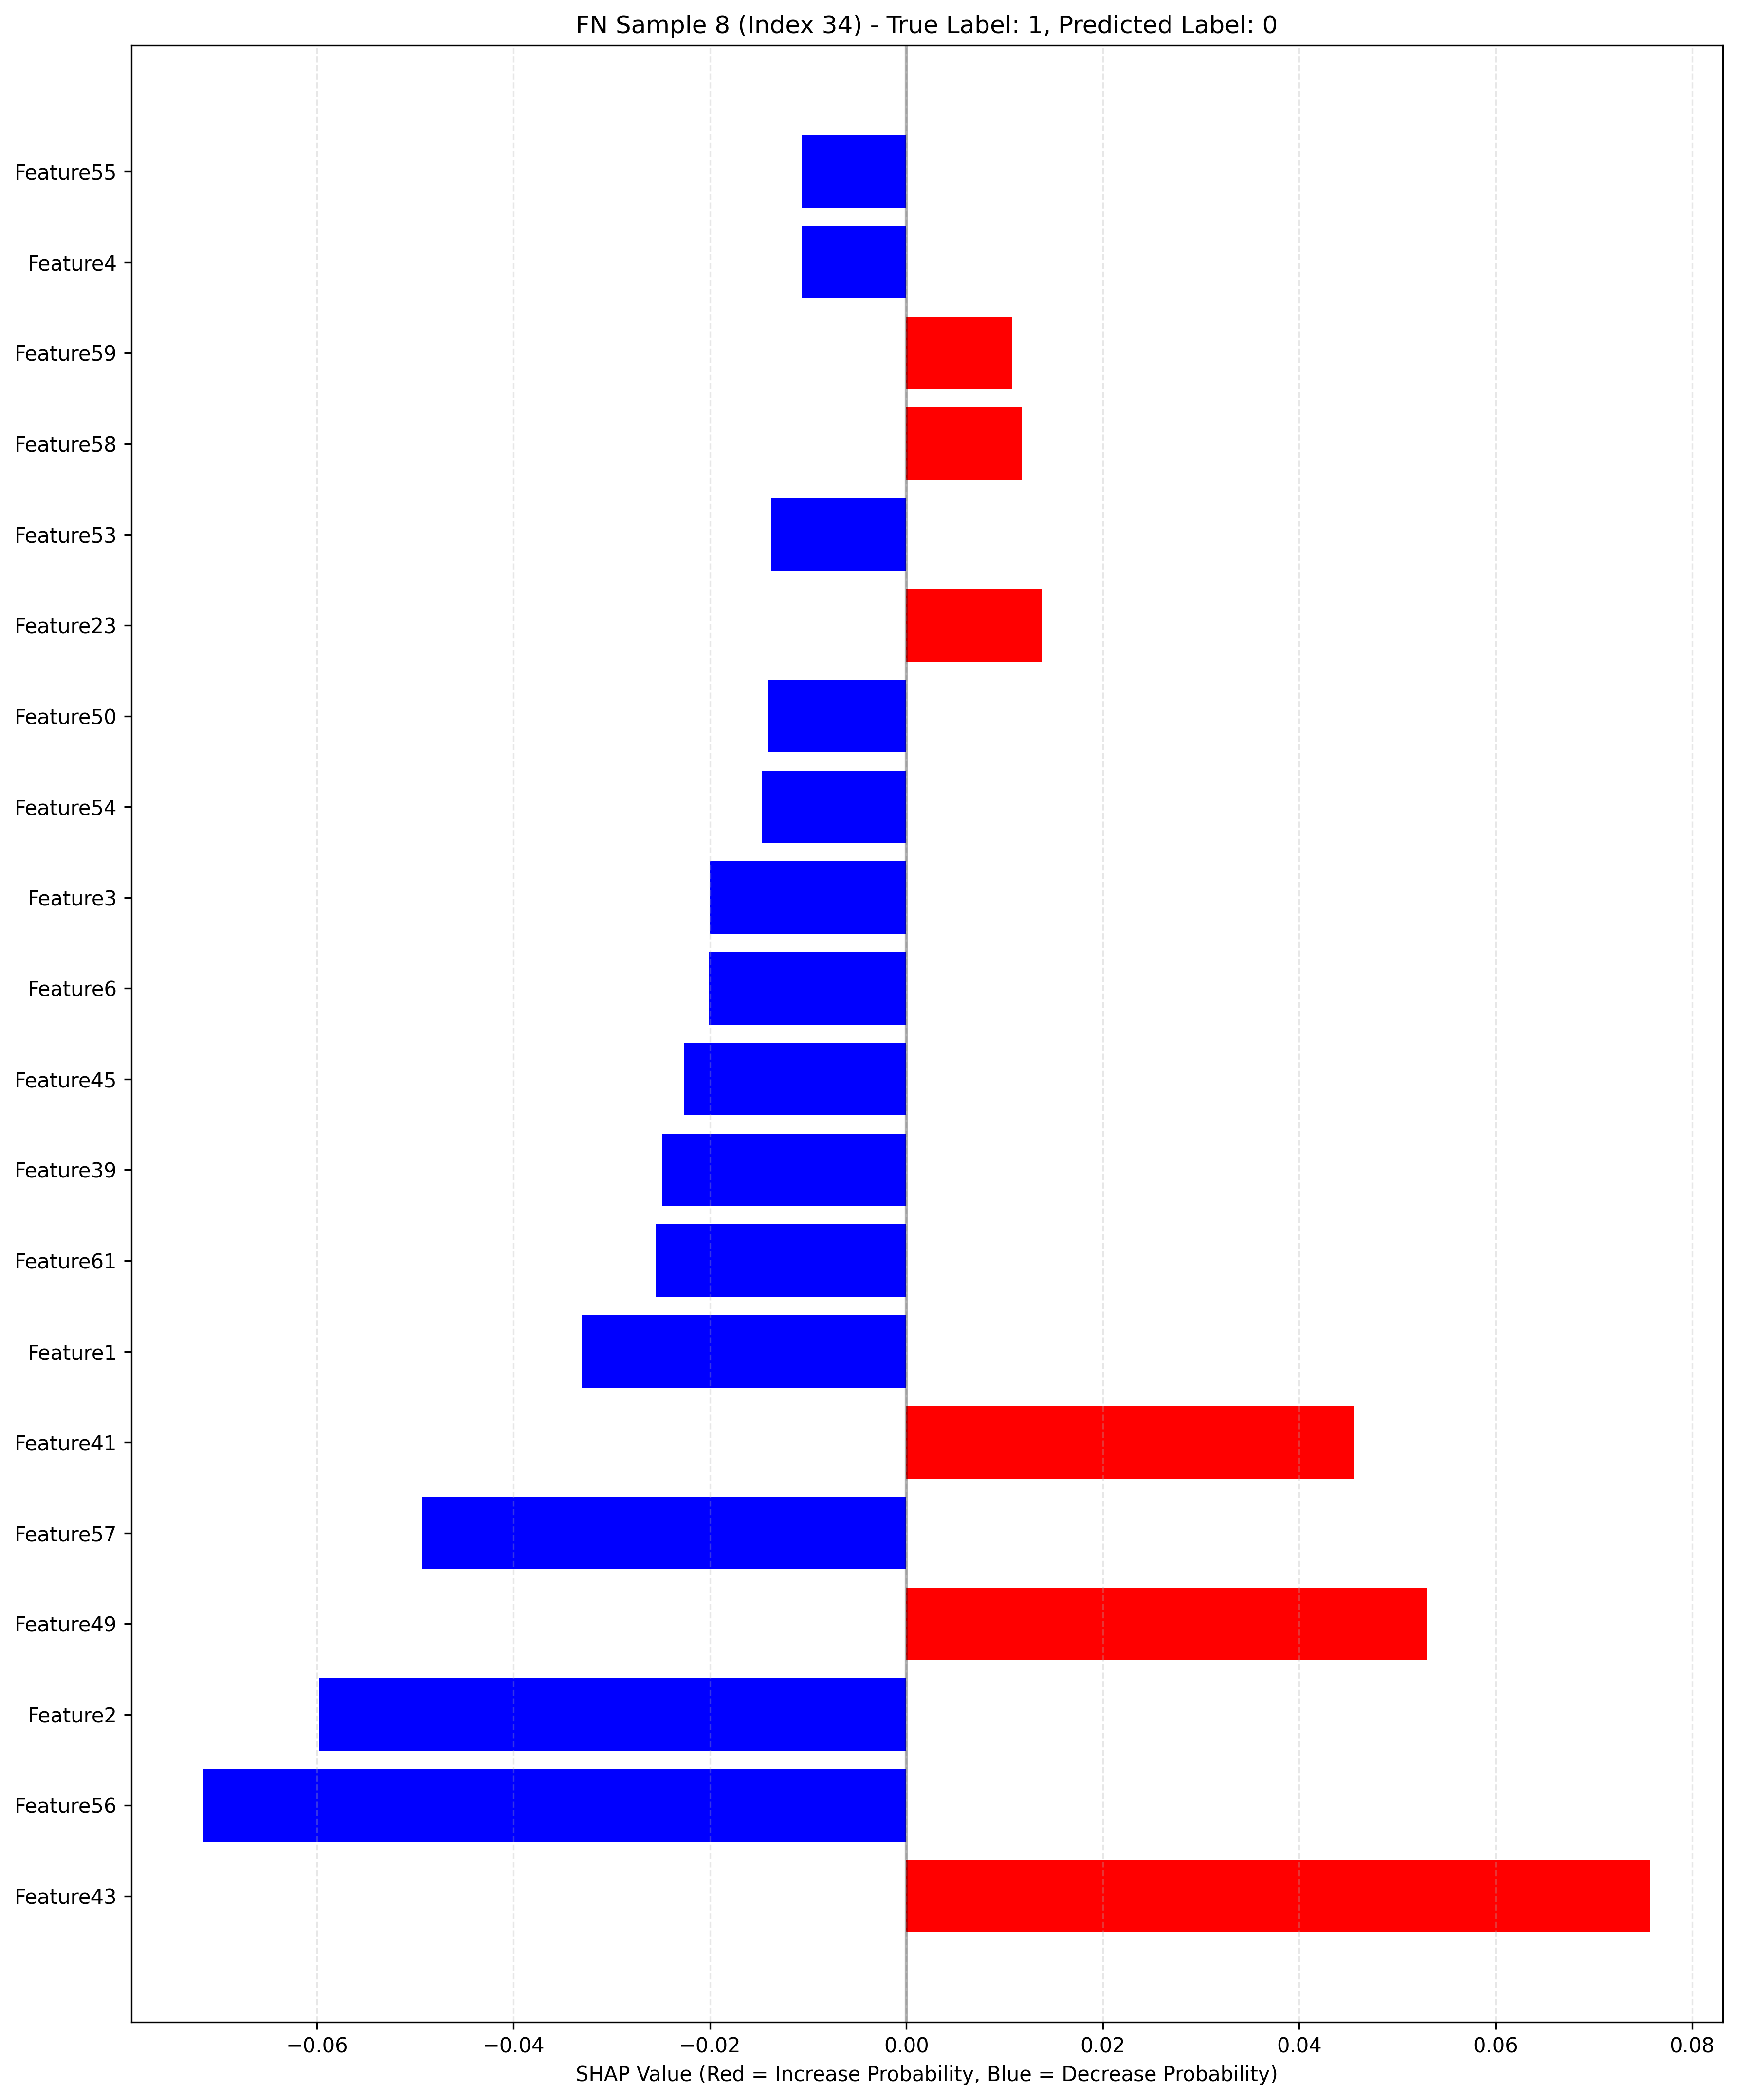 FN Sample 8 (Index 34) - True Label: 1, Predicted Label: 0
Feature55
Feature4
Feature59
Feature58
Feature53
Feature23
Feature50
Feature54
Feature3
Feature6
Feature45
Feature39
Feature61
Feature1
Feature41
Feature57
Feature49
Feature2
Feature56
Feature43
−0.06 −0.04 −0.02 0.00 0.02 0.04 0.06 0.08
SHAP Value (Red = Increase Probability, Blue = Decrease Probability)